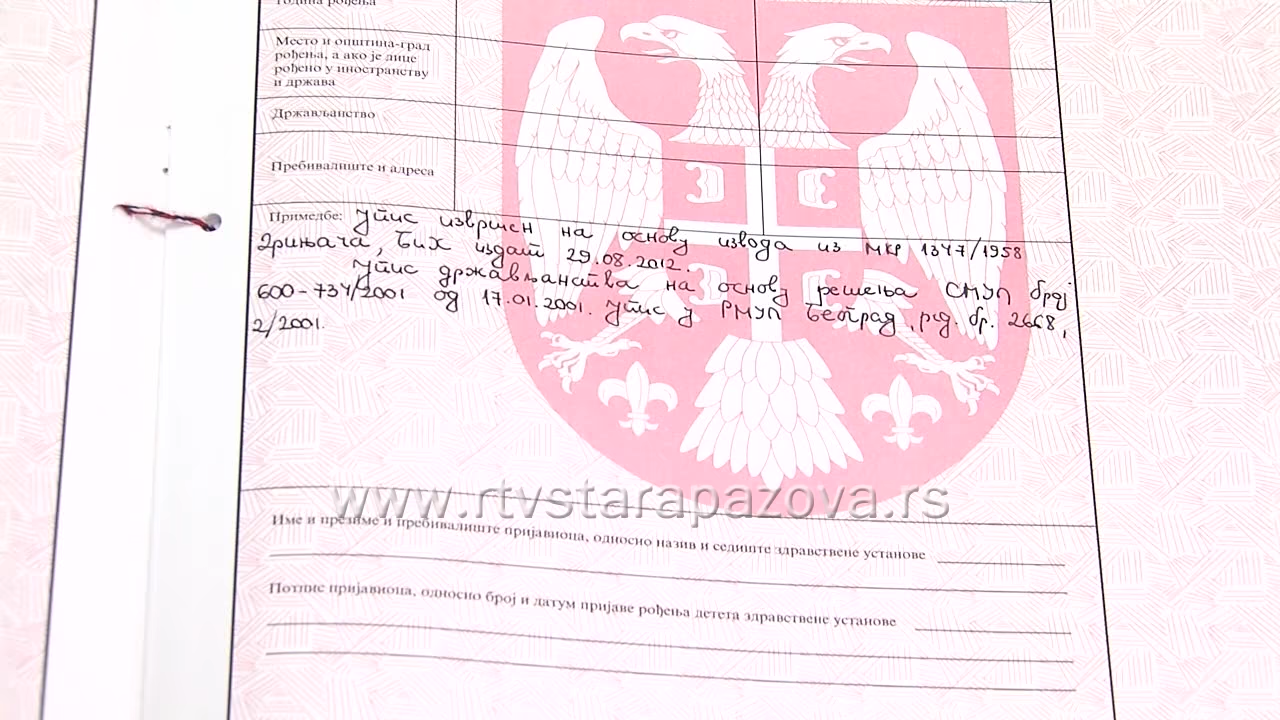 Година рођења
Место и општина-град
рођења, а ако је лице
рођено у иностранству
и држава
Држављанство
Пребивалиште и адреса
Примедбе: Упис извршен на основу извода из МКР 1347/1958
Дрињача, БиХ издат 29.08.2012.
Упис држављанства на основу решења СМУП број
600-734/2001 од 17.01.2001. Упис у РМУП Београд, ред. бр. 2668,
2/2001.
www.rtvstarapazova.rs
Име и презиме и пребивалиште пријавиоца, односно назив и седиште здравствене установе
Потпис пријавиоца, односно број и датум пријаве рођења детета здравствене установе